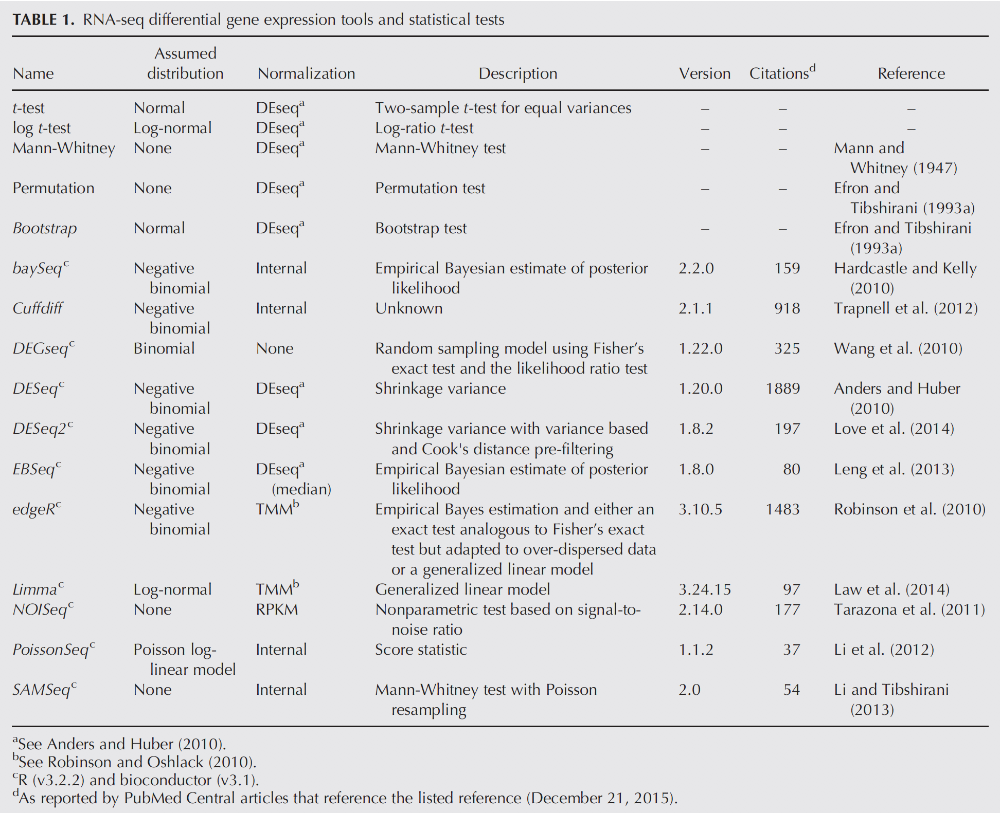 TABLE 1. RNA-seq differential gene expression tools and statistical tests
Name Assumed distribution Normalization Description Version Citations^d Reference
t-test Normal DEseq^a Two-sample t-test for equal variances – – –
log t-test Log-normal DEseq^a Log-ratio t-test – – –
Mann-Whitney None DEseq^a Mann-Whitney test – – Mann and
Whitney (1947)
Permutation None DEseq^a Permutation test – – Efron and
Tibshirani (1993a)
Bootstrap Normal DEseq^a Bootstrap test – – Efron and Tibshirani
(1993a)
baySeq^c Negative Internal Empirical Bayesian estimate of posterior 2.2.0 159 Hardcastle and Kelly
binomial likelihood (2010)
Cuffdiff Negative Internal Unknown 2.1.1 918 Trapnell et al. (2012)
binomial
DEGseq^c Binomial None Random sampling model using Fisher’s 1.22.0 325 Wang et al. (2010)
exact test and the likelihood ratio test
DESeq^c Negative DEseq^a Shrinkage variance 1.20.0 1889 Anders and Huber
binomial (2010)
DESeq2^c Negative DEseq^a Shrinkage variance with variance based 1.8.2 197 Love et al. (2014)
binomial and Cook's distance pre-filtering
EBSeq^c Negative DEseq^a Empirical Bayesian estimate of posterior 1.8.0 80 Leng et al. (2013)
binomial (median) likelihood
edgeR^c Negative TMM^b Empirical Bayes estimation and either an 3.10.5 1483 Robinson et al. (2010)
binomial exact test analogous to Fisher’s exact
test but adapted to over-dispersed data
or a generalized linear model
Limma^c Log-normal TMM^b Generalized linear model 3.24.15 97 Law et al. (2014)
NOISeq^c None RPKM Nonparametric test based on signal-to- 2.14.0 177 Tarazona et al. (2011)
noise ratio
PoissonSeq^c Poisson log- Internal Score statistic 1.1.2 37 Li et al. (2012)
linear model
SAMSeq^c None Internal Mann-Whitney test with Poisson 2.0 54 Li and Tibshirani
resampling (2013)
^aSee Anders and Huber (2010).
^bSee Robinson and Oshlack (2010).
^cR (v3.2.2) and bioconductor (v3.1).
^dAs reported by PubMed Central articles that reference the listed reference (December 21, 2015).